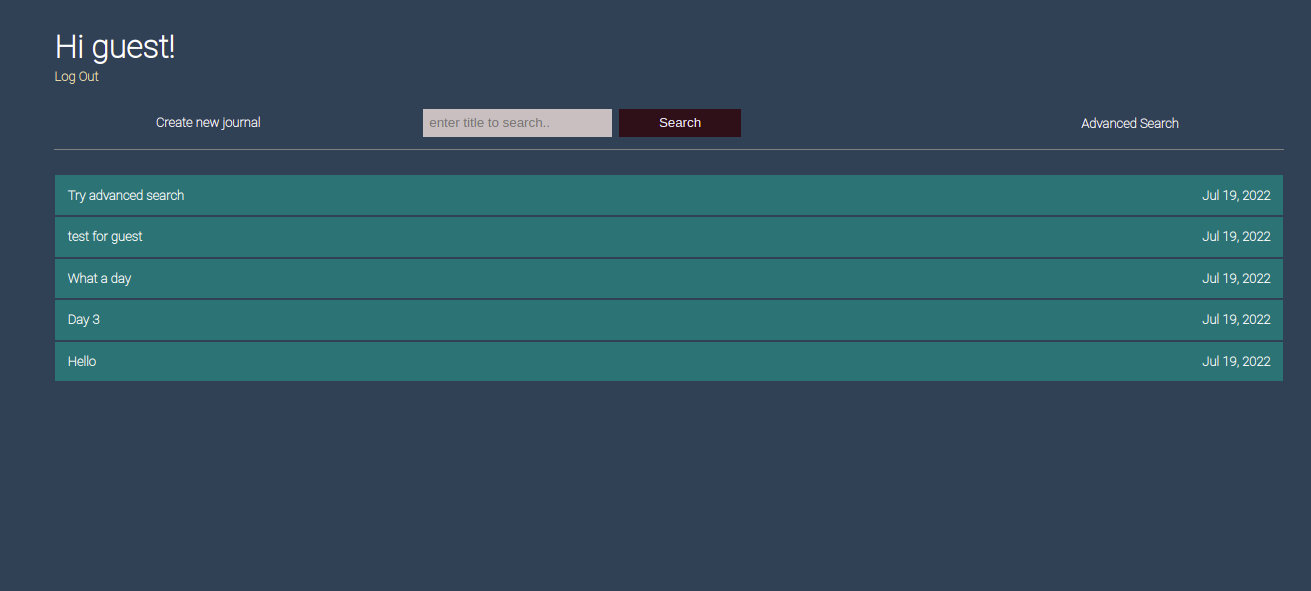 Hi guest!
Log Out
Create new journal enter title to search.. Search Advanced Search
Try advanced search Jul 19, 2022
test for guest Jul 19, 2022
What a day Jul 19, 2022
Day 3 Jul 19, 2022
Hello Jul 19, 2022